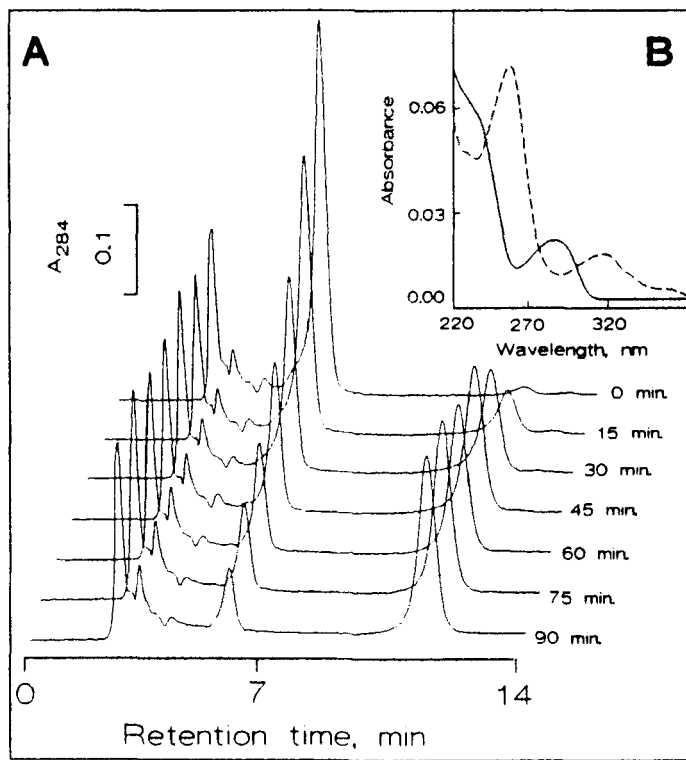 A
B
A284
0.1
Absorbance
0.06
0.03
0.00
220 270 320
Wavelength, nm
0 min.
15 min.
30 min.
45 min.
60 min.
75 min.
90 min.
0 7 14
Retention time, min